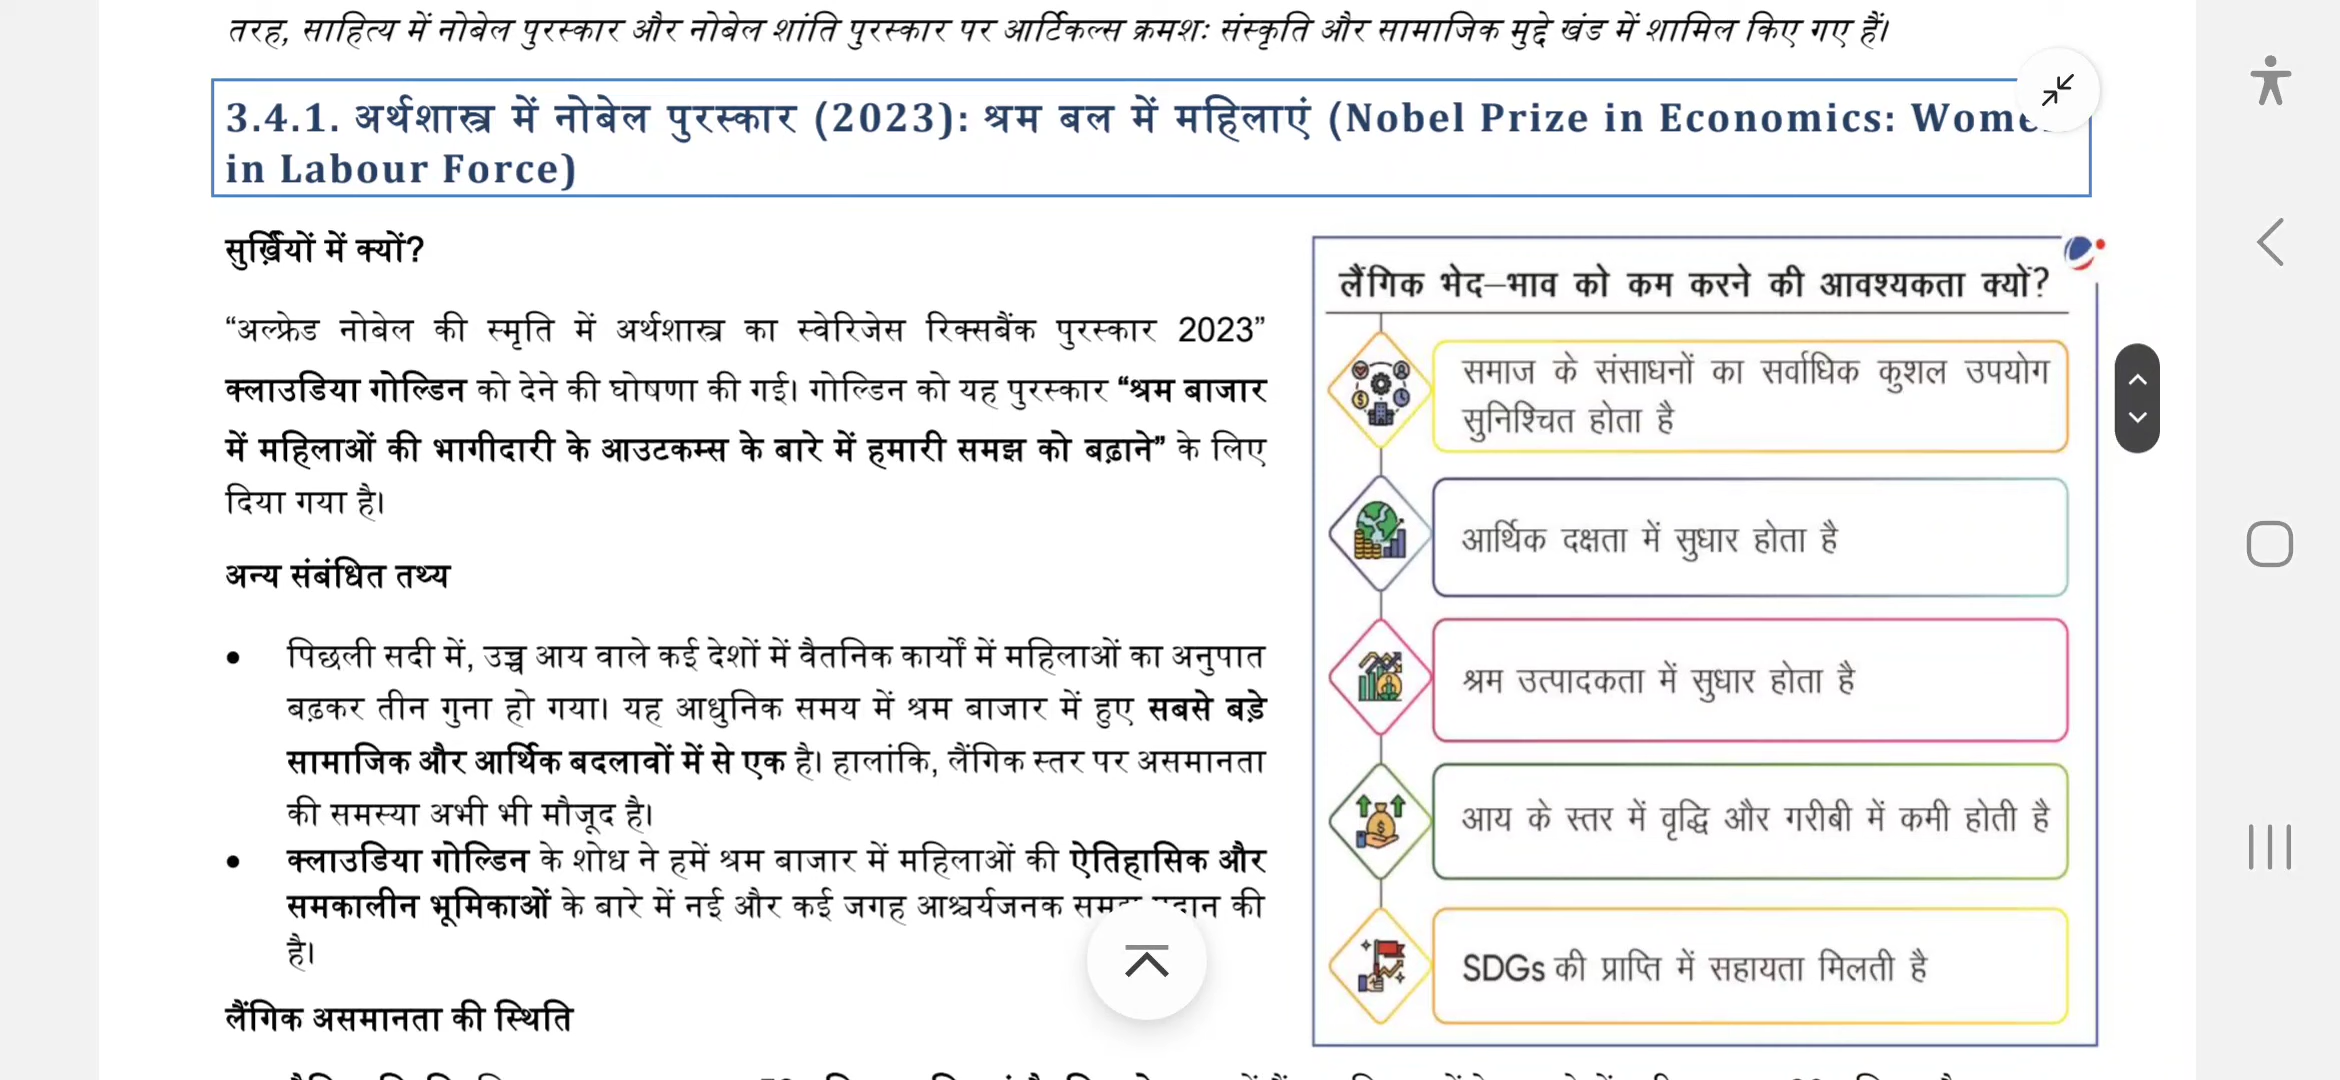 तरह, साहित्य में नोबेल पुरस्कार और नोबेल शांति पुरस्कार पर आर्टिकल्स क्रमशः संस्कृति और सामाजिक मुद्दे खंड में शामिल किए गए हैं।
3.4.1. अर्थशास्त्र में नोबेल पुरस्कार (2023): श्रम बल में महिलाएं (Nobel Prize in Economics:
in Labour Force)
सुर्ख़ियों में क्यों?
“अल्फ्रेड नोबेल की स्मृति में अर्थशास्त्र का स्वेरिजेस रिक्सबैंक पुरस्कार 2023”
क्लाउडिया गोल्डिन को देने की घोषणा की गई। गोल्डिन को यह पुरस्कार “श्रम बाजार
में महिलाओं की भागीदारी के आउटकम्स के बारे में हमारी समझ को बढ़ाने” के लिए
दिया गया है।
अन्य संबंधित तथ्य
• पिछली सदी में, उच्च आय वाले कई देशों में वैतनिक कार्यों में महिलाओं का अनुपात
बढ़कर तीन गुना हो गया। यह आधुनिक समय में श्रम बाजार में हुए सबसे बड़े
सामाजिक और आर्थिक बदलावों में से एक है। हालांकि, लैंगिक स्तर पर असमानता
की समस्या अभी भी मौजूद है।
• क्लाउडिया गोल्डिन के शोध ने हमें श्रम बाजार में महिलाओं की ऐतिहासिक और
समकालीन भूमिकाओं के बारे में नई और कई जगह आश्चर्यजनक की
है।
लैंगिक असमानता की स्थिति
लैंगिक भेद–भाव को कम करने की आवश्यकता क्यों?
समाज के संसाधनों का सर्वाधिक कुशल उपयोग
सुनिश्चित होता है
आर्थिक दक्षता में सुधार होता है
श्रम उत्पादकता में सुधार होता है
आय के स्तर में वृद्धि और गरीबी में कमी होती है
SDGs की प्राप्ति में सहायता मिलती है